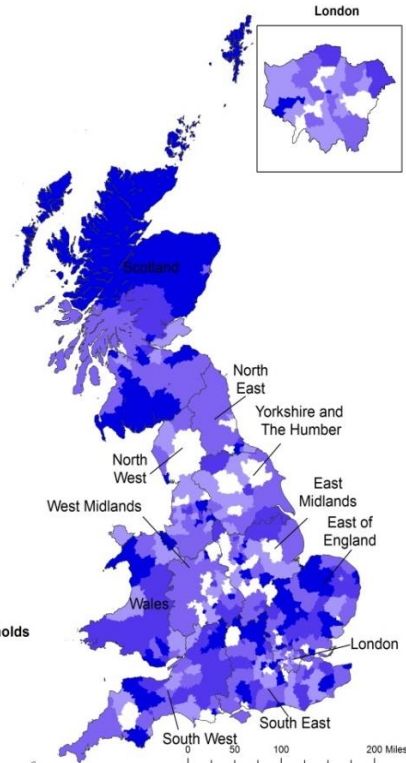 London
Scotland
North
East
Yorkshire and
The Humber
North
West
East
Midlands
West Midlands
East of
England
Wales
olds
London
South East
South West
0 50 100 200 Miles